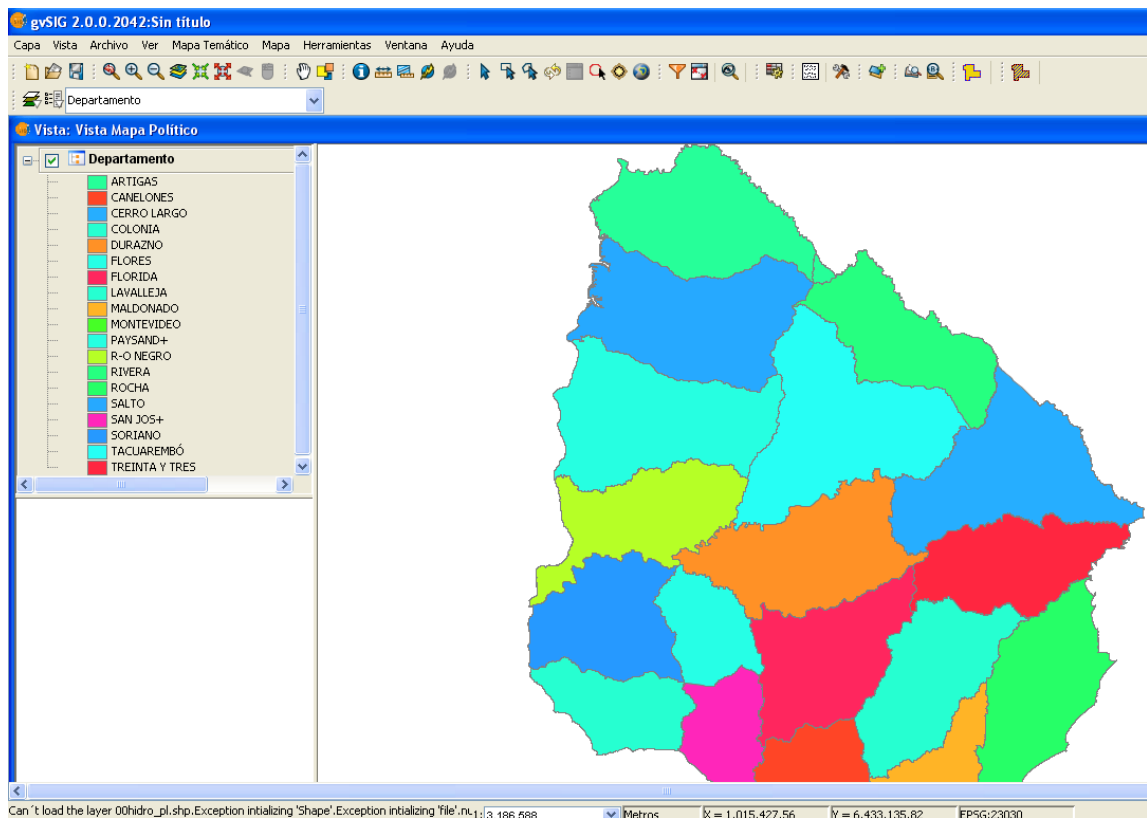 gvSIG 2.0.0.2042:Sin título
Capa Vista Archivo Ver Mapa Temático Mapa Herramientas Ventana Ayuda
Departamento
Vista: Vista Mapa Político
Departamento
ARTIGAS
CANELONES
CERRO LARGO
COLONIA
DURAZNO
FLORES
FLORIDA
LAVALLEJA
MALDONADO
MONTEVIDEO
PAYSAND+
R-O NEGRO
RIVERA
ROCHA
SALTO
SAN JOS+
SORIANO
TACUAREMBÓ
TREINTA Y TRES
Can´t load the layer 00hidro_pl.shp.Exception intializing 'Shape'.Exception intializing 'file'.nu 1: 3.186.588 Metros X = 1.015.427,56 Y = 6.433.135,82 EPSG:23030